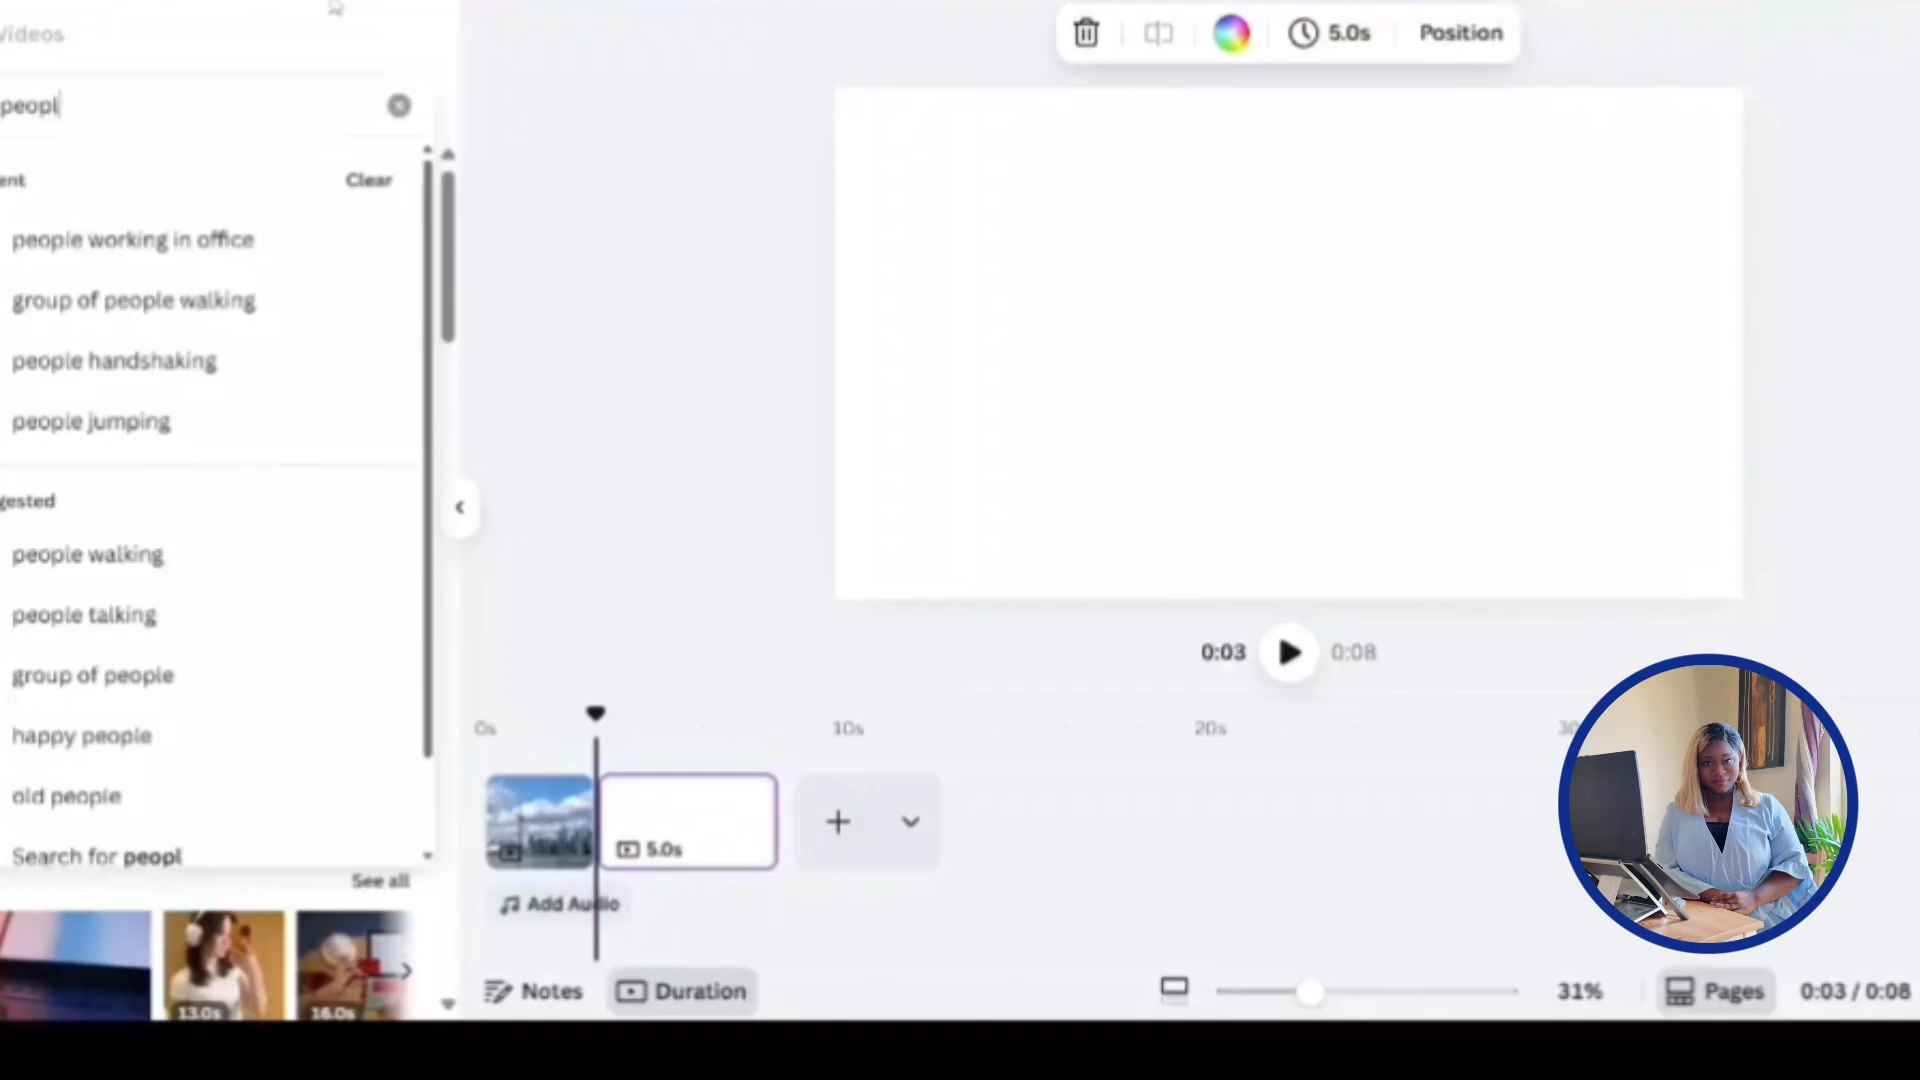 Videos
5.0s
Position
peopl
ent
Clear
people working in office
group of people walking
people handshaking
people jumping
gested
people walking
people talking
group of people
happy people
old people
Search for peopl
See all
13.0s
16.0s
0:03
0:08
0s
10s
20s
30
5.0s
Add Audio
Notes
Duration
31%
Pages
0:03 / 0:08